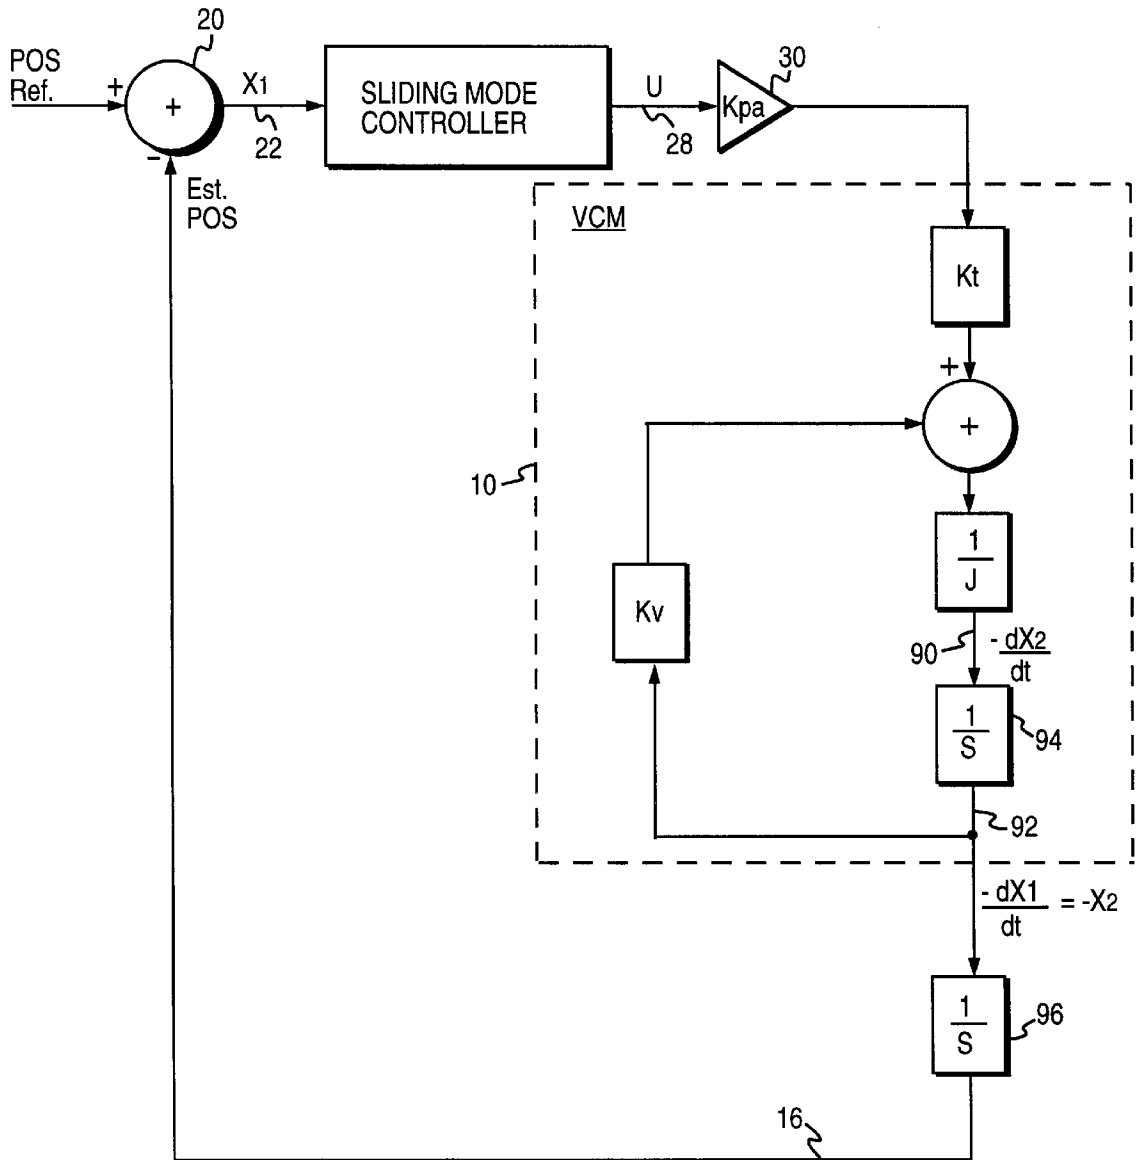 20
POS
Ref.
+
+
-
X1
22
SLIDING MODE
CONTROLLER
U
28
Kpa
30
Est.
POS
VCM
Kt
+
+
10
1
J
Kv
90
- dX2
dt
1
S
94
92
- dX1
dt
= -X2
1
S
96
16